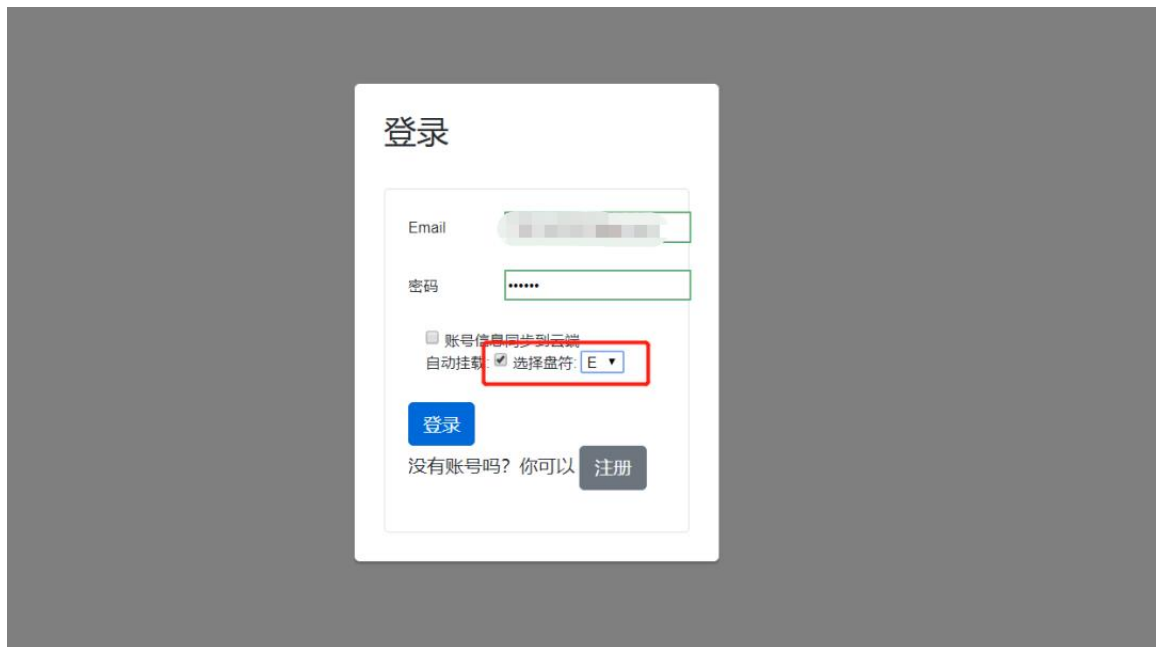 登录
Email
密码 ••••••
账号信息同步到云端
自动挂载: 选择盘符: E
登录
没有账号吗？你可以 注册